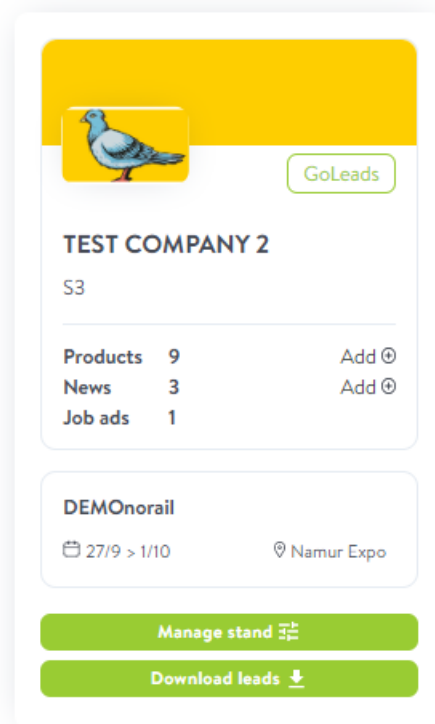 GoLeads
TEST COMPANY 2
S3
Products 9 Add
News 3 Add
Job ads 1
DEMOnorail
27/9 > 1/10 Namur Expo
Manage stand
Download leads